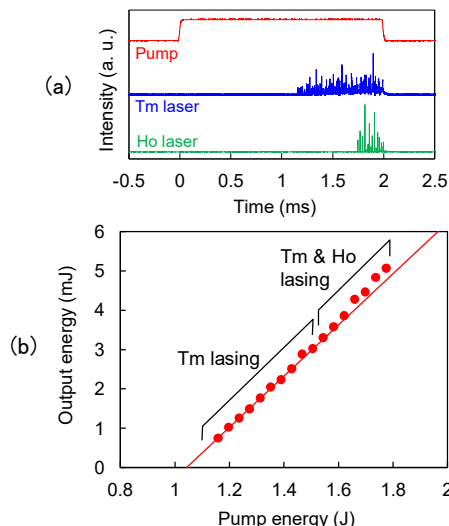 (a)
Intensity (a. u.)
Pump
Tm laser
Ho laser
-0.5 0 0.5 1 1.5 2 2.5
Time (ms)
(b)
Output energy (mJ)
6
5
4
3
2
1
0
Tm & Ho
lasing
Tm lasing
0.8 1 1.2 1.4 1.6 1.8 2
Pump energy (J)